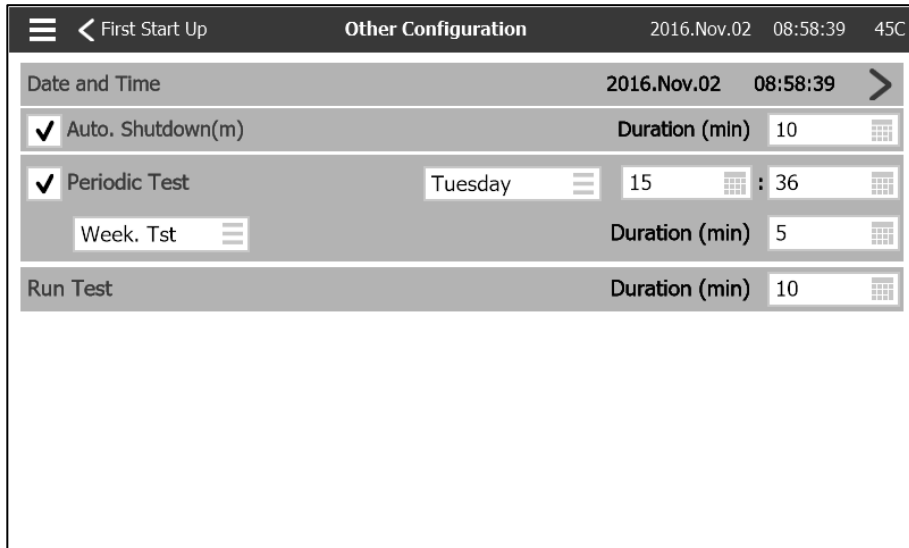 First Start Up Other Configuration 2016.Nov.02 08:58:39 45C
Date and Time 2016.Nov.02 08:58:39
Auto. Shutdown(m) Duration (min) 10
Periodic Test Tuesday 15 : 36
Week. Tst Duration (min) 5
Run Test Duration (min) 10